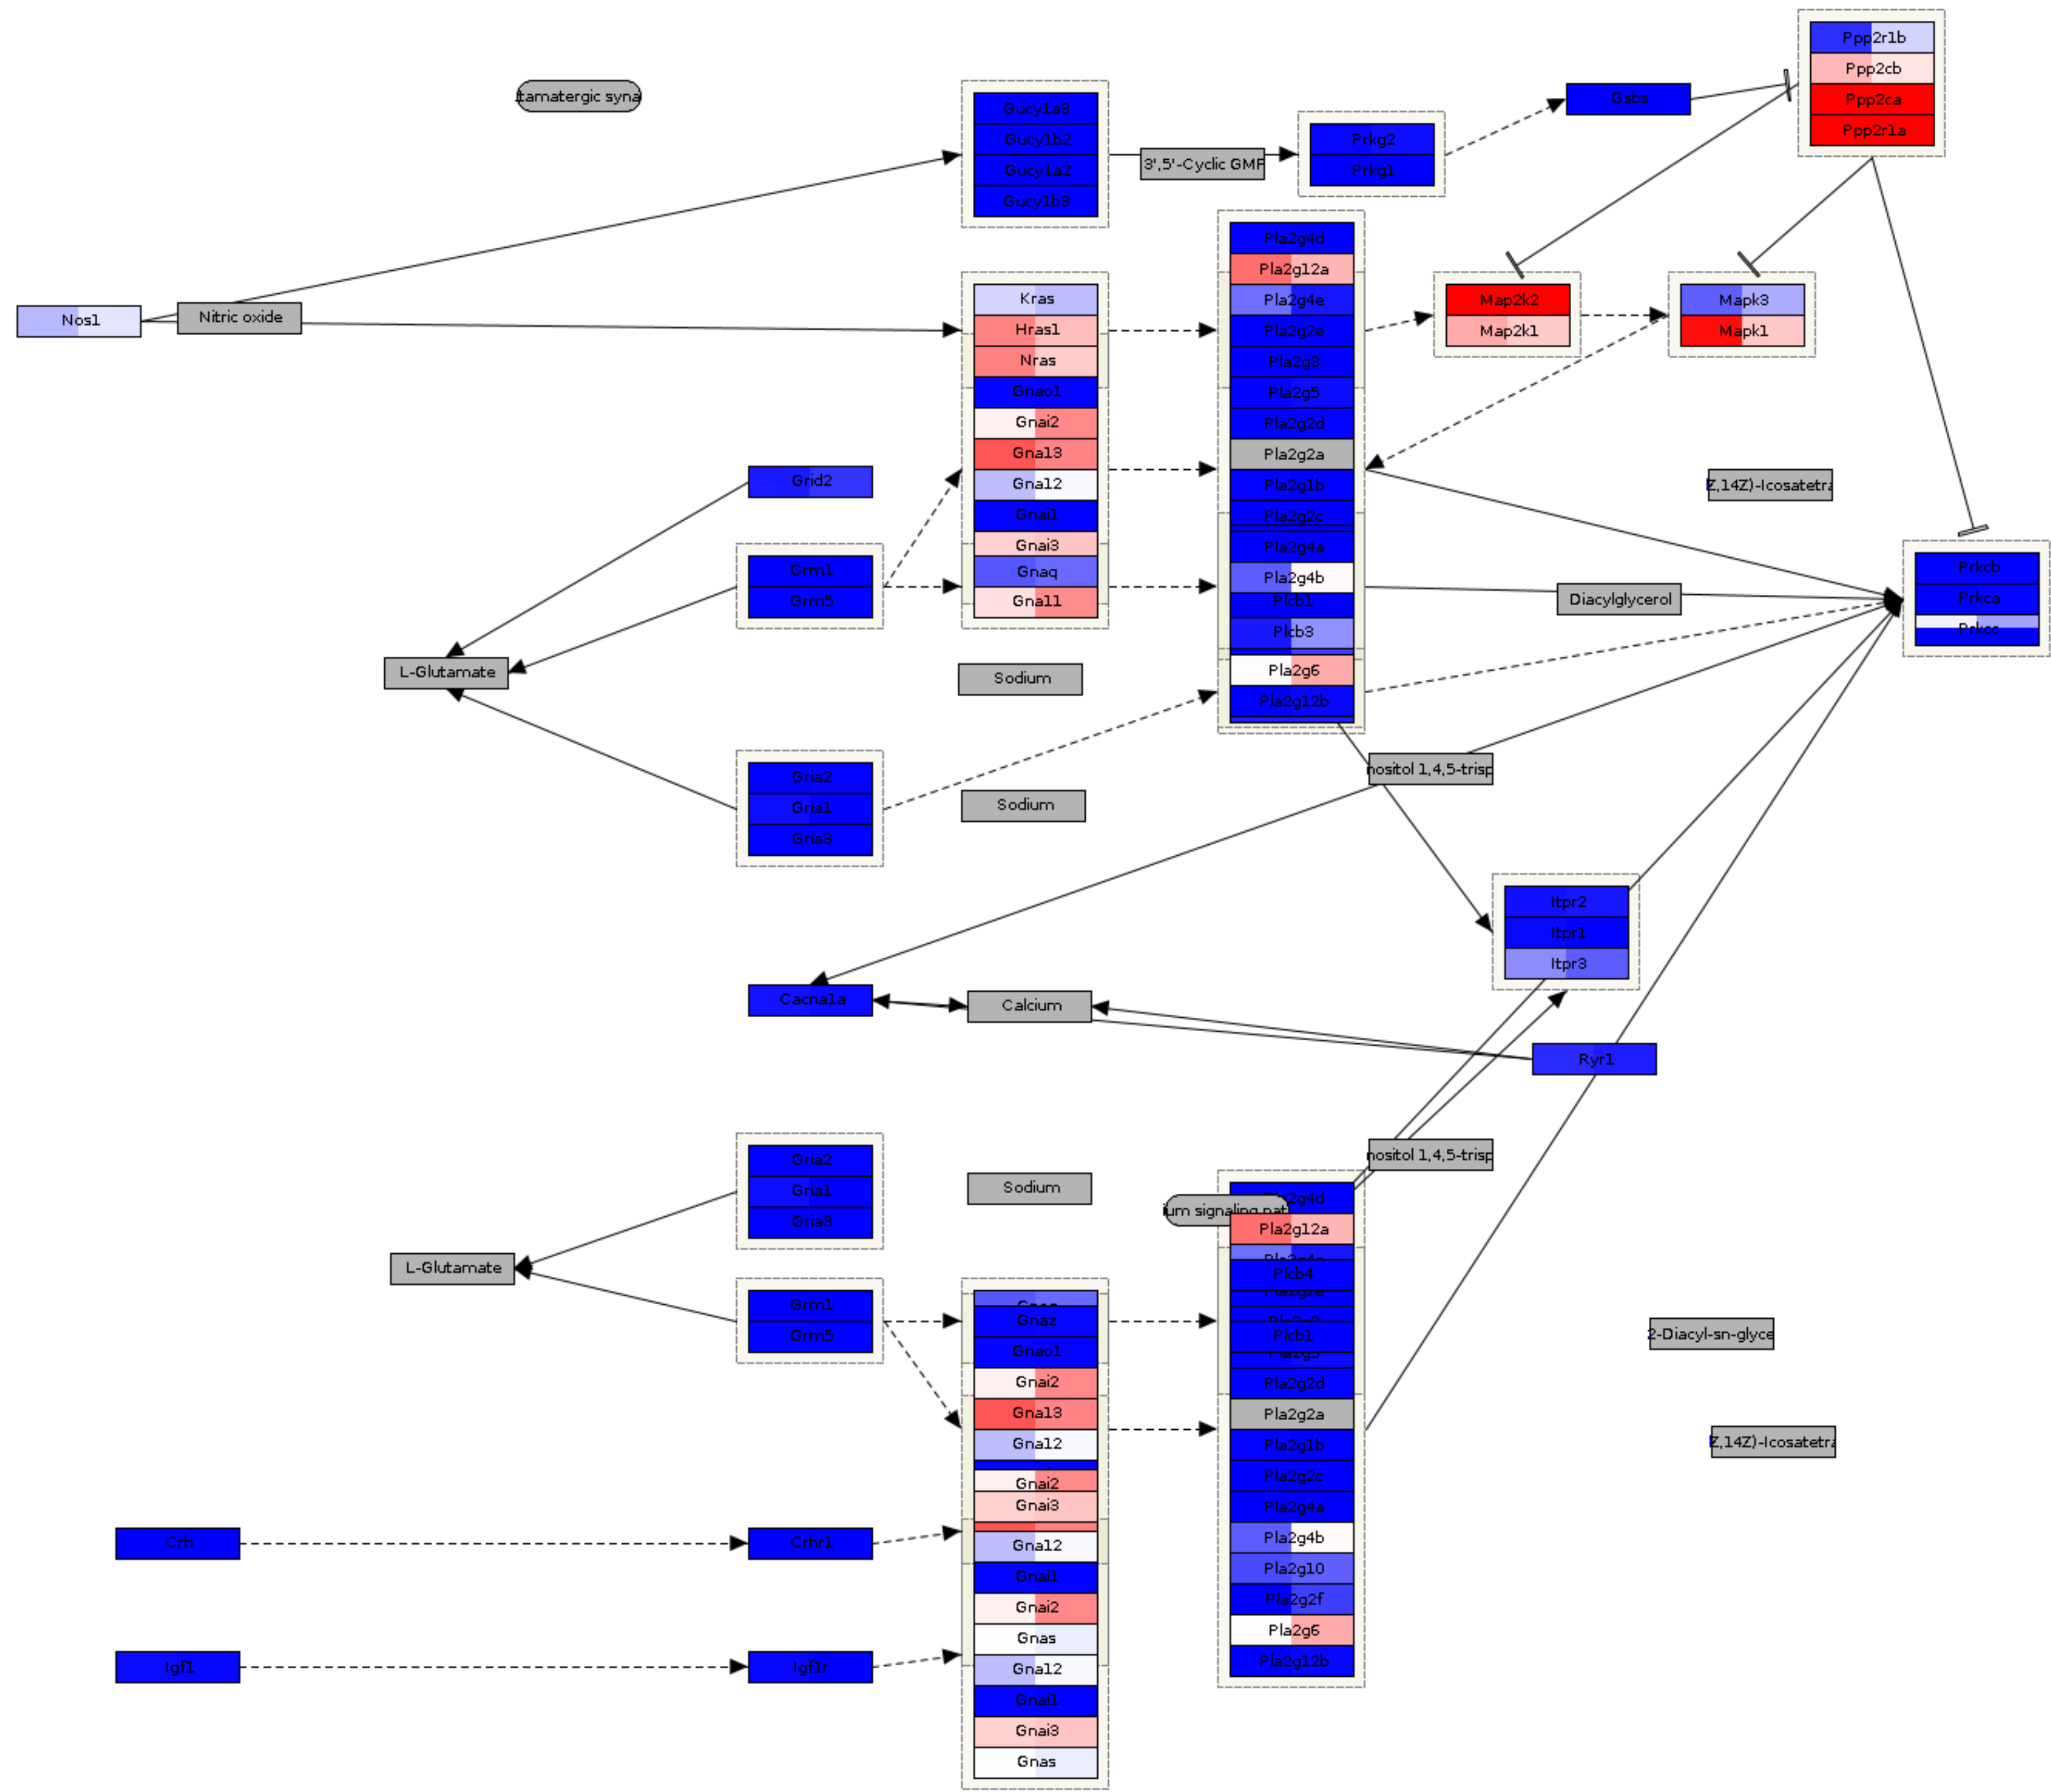 Ppp2r1b
Ppp2cb
Ppp2ca
Ppp2r1a
tamatergic syna
Gsbs
Gucy1a3
Gucy1b2
Gucy1a2
Gucy1b3
3',5'-Cyclic GMP
Prkg2
Prkg1
Nos1
Nitric oxide
Kras
Hras1
Nras
Gnao1
Gnai2
Gna13
Gna12
Gnai1
Gnai3
Gnaq
Gna11
Pla2g4d
Pla2g12a
Pla2g4e
Pla2g2e
Pla2g3
Pla2g5
Pla2g2d
Pla2g2a
Pla2g1b
Pla2g2c
Pla2g4a
Pla2g4b
Plcb1
Plcb3
Pla2g6
Pla2g12b
Map2k2
Map2k1
Mapk3
Mapk1
Grid2
Z,14Z)-Icosatetra
Grm1
Grm5
Diacylglycerol
Prkcb
Prkca
Prkcc
L-Glutamate
Sodium
Gria2
Gria1
Gria3
Sodium
nositol 1,4,5-trisp
Itpr2
Itpr1
Itpr3
Cacna1a
Calcium
Ryr1
nositol 1,4,5-trisp
Gria2
Gria1
Gria3
Sodium
ium signaling pat
2g4d
Pla2g12a
Plcb4
Plcb1
Pla2g2d
Pla2g2a
Pla2g1b
Pla2g2c
Pla2g4a
Pla2g4b
Pla2g10
Pla2g2f
Pla2g6
Pla2g12b
L-Glutamate
Grm1
Grm5
Gnaz
Gnao1
Gnai2
Gna13
Gna12
Gnai2
Gnai3
Gna12
Gnai1
Gnai2
Gnas
Gna12
Gnai1
Gnai3
Gnas
2-Diacyl-sn-glyce
Z,14Z)-Icosatetra
Crh
Crhr1
Igf1
Igf1r